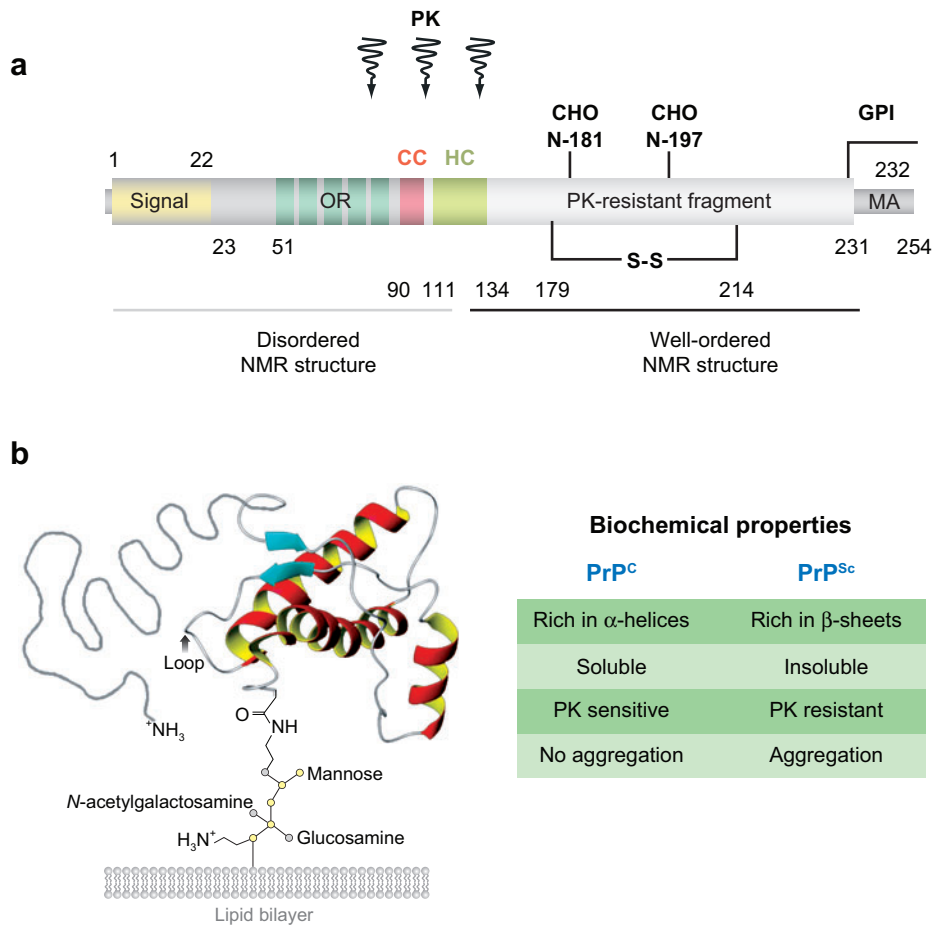 a
PK
CHO
N-181
CHO
N-197
GPI
1
22
CC
HC
232
Signal
OR
PK-resistant fragment
MA
23
51
S-S
231
254
90
111
134
179
214
Disordered
NMR structure
Well-ordered
NMR structure
b
Loop
+NH3
O
NH
Mannose
N-acetylgalactosamine
H3N+
Glucosamine
Lipid bilayer
Biochemical properties
PrPC PrPSc
Rich in α-helices Rich in β-sheets
Soluble Insoluble
PK sensitive PK resistant
No aggregation Aggregation